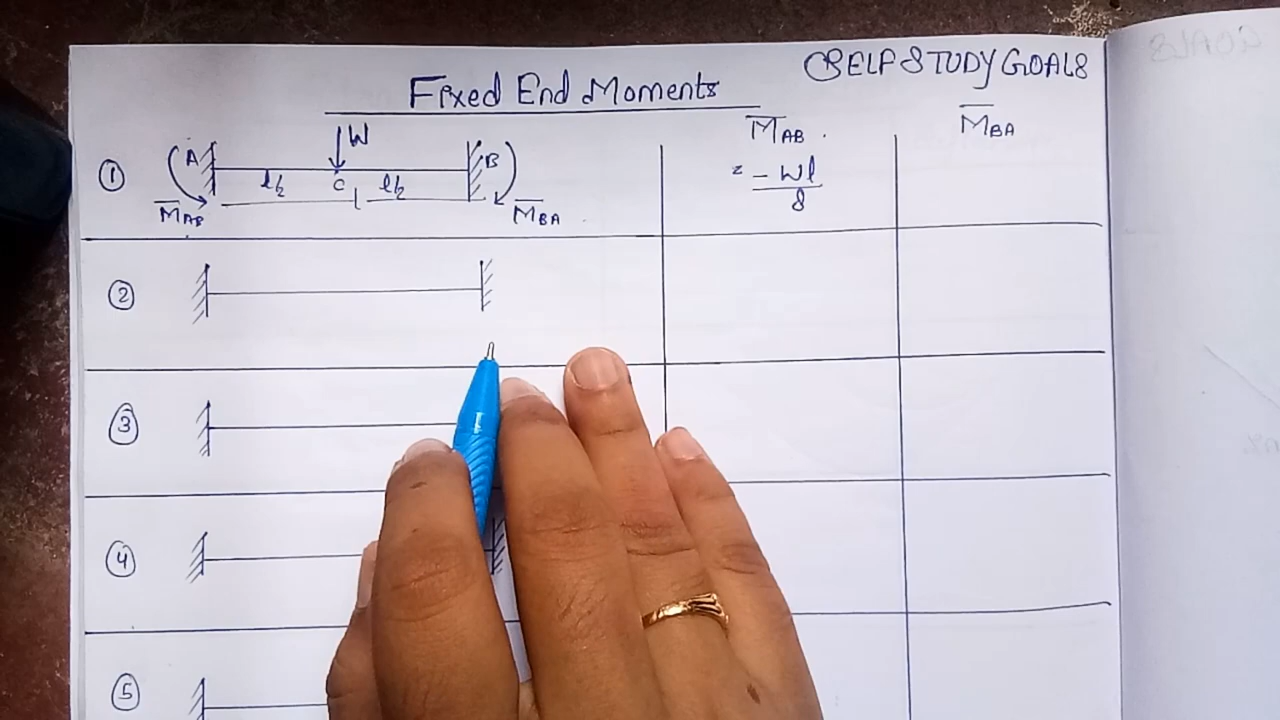 SELF STUDY GOALS
Fixed End Moments
M̅AB M̅BA
① A W B
l/2 C l/2
M̅AB l M̅BA
= -Wl/8
②
③
④
⑤